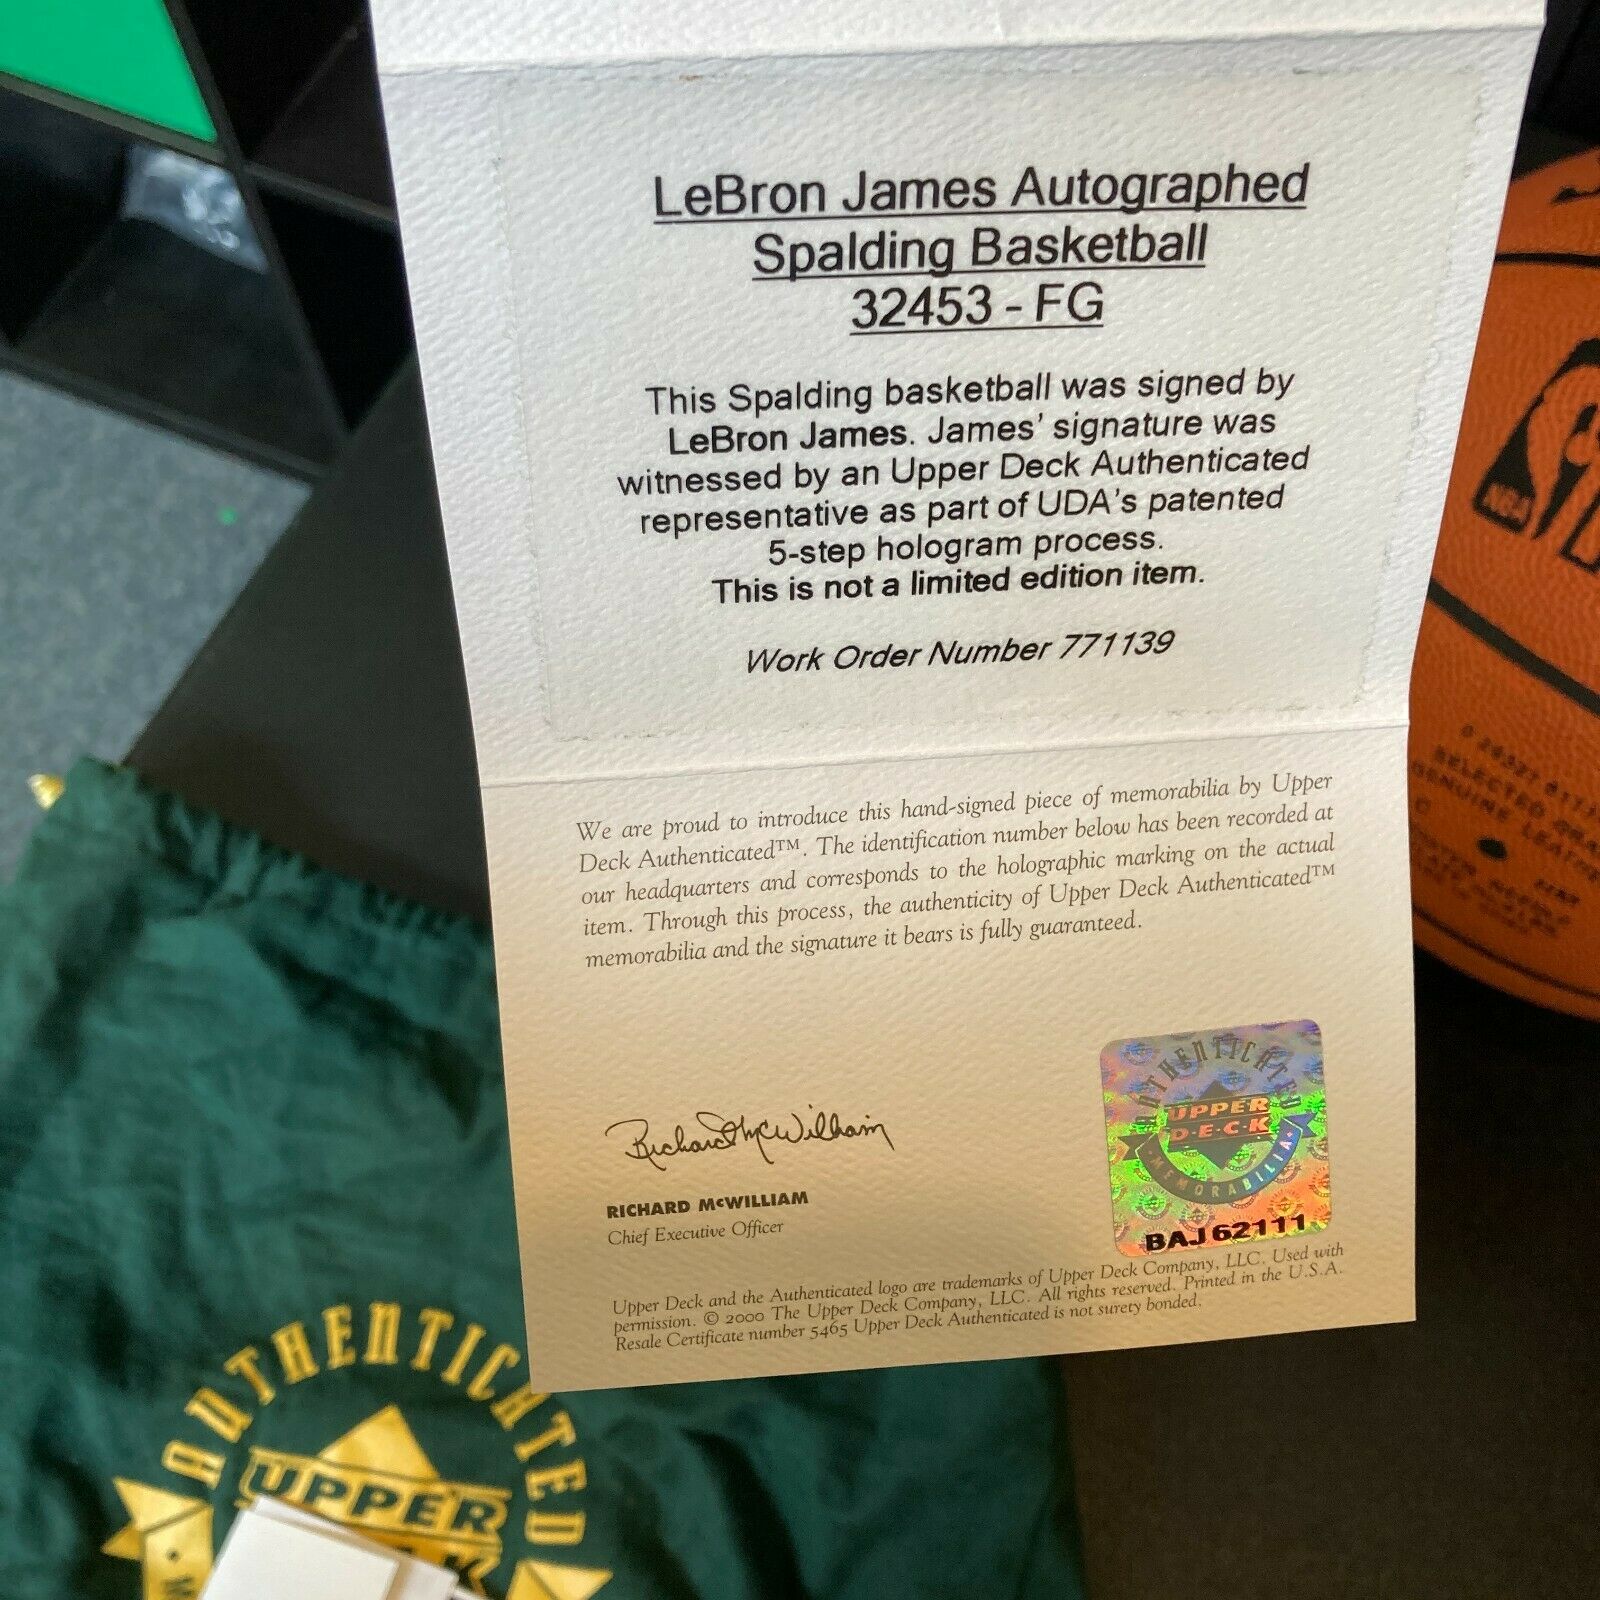 LeBron James Autographed
Spalding Basketball
32453 - FG
This Spalding basketball was signed by
LeBron James. James' signature was
witnessed by an Upper Deck Authenticated
representative as part of UDA's patented
5-step hologram process.
This is not a limited edition item.
Work Order Number 771139
We are proud to introduce this hand-signed piece of memorabilia by Upper
Deck Authenticated™. The identification number below has been recorded at
our headquarters and corresponds to the holographic marking on the actual
item. Through this process, the authenticity of Upper Deck Authenticated™
memorabilia and the signature it bears is fully guaranteed.
Richard McWilliam
RICHARD McWILLIAM
Chief Executive Officer
AUTHENTICATED
UPPER
D·E·C·K
MEMORABILIA
BAJ62111
Upper Deck and the Authenticated logo are trademarks of Upper Deck Company, LLC. Used with
permission. © 2000 The Upper Deck Company, LLC. All rights reserved. Printed in the U.S.A.
Resale Certificate number 5465 Upper Deck Authenticated is not surety bonded.
AUTHENTICATED
UPPER
NBA
SELECTED
GENUINE LEATHER